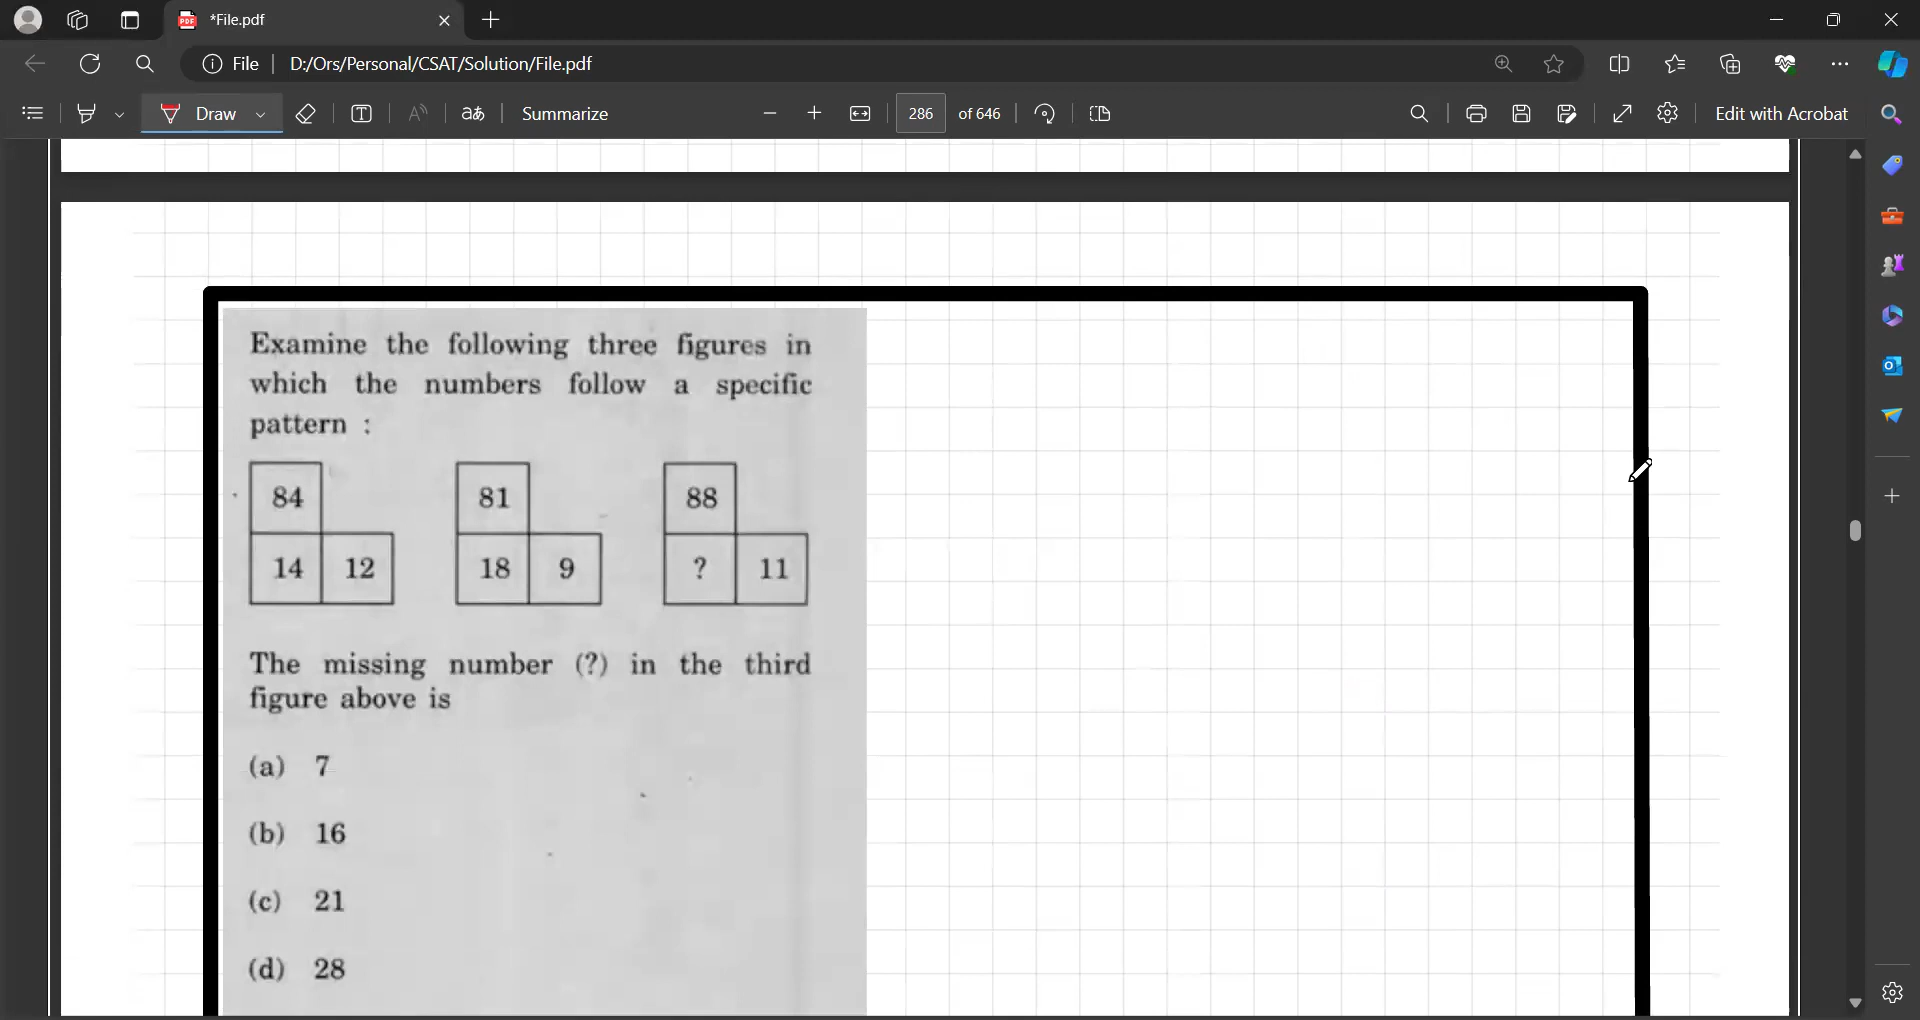 *File.pdf
File
D:/Ors/Personal/CSAT/Solution/File.pdf
Draw
aあ
Summarize
286 of 646
Edit with Acrobat
Examine the following three figures in
which the numbers follow a specific
pattern :
84 81 88
14 12 18 9 ? 11
The missing number (?) in the third
figure above is
(a) 7
(b) 16
(c) 21
(d) 28